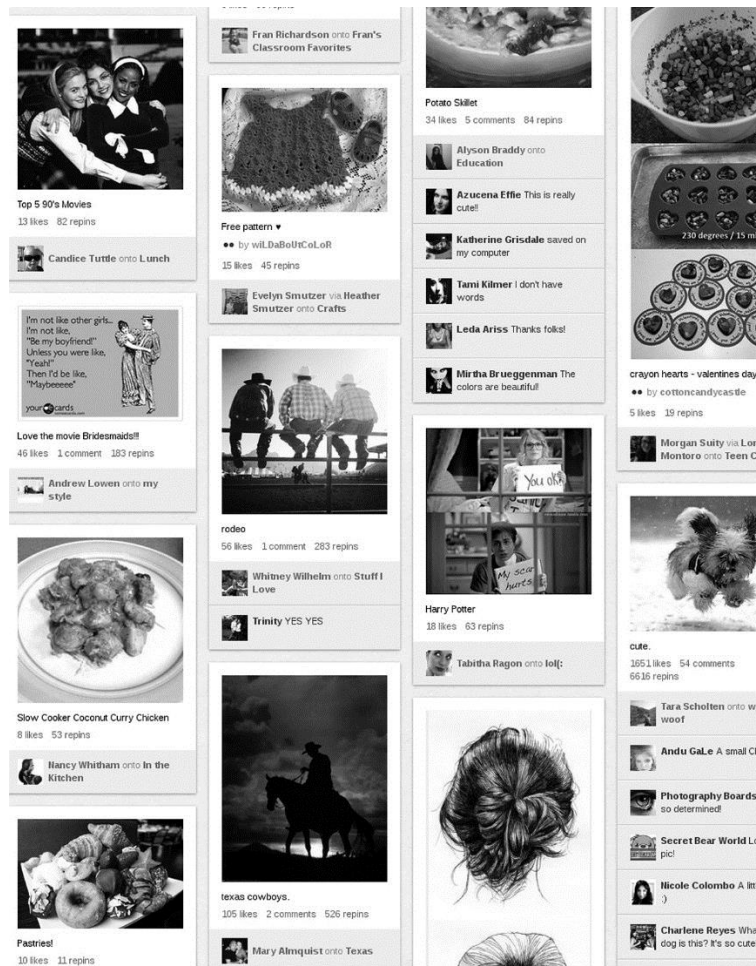 Top 5 90's Movies
13 likes 82 repins
Candice Tuttle onto Lunch
I'm not like other girls...
I'm not like,
"Be my boyfriend!"
Unless you were like,
"Yeah!"
Then I'd be like,
"Maybeeeee"
your cards
Love the movie Bridesmaids!!!
46 likes 1 comment 183 repins
Andrew Lowen onto my
style
Slow Cooker Coconut Curry Chicken
8 likes 53 repins
Nancy Whitham onto In the
Kitchen
Pastries!
10 likes 11 repins
Fran Richardson onto Fran's
Classroom Favorites
Free pattern ♥
by wiLDaBoUtCoLoR
15 likes 45 repins
Evelyn Smutzer via Heather
Smutzer onto Crafts
rodeo
56 likes 1 comment 283 repins
Whitney Wilhelm onto Stuff I
Love
Trinity YES YES
texas cowboys.
105 likes 2 comments 526 repins
Mary Almquist onto Texas
Potato Skillet
34 likes 5 comments 84 repins
Alyson Braddy onto
Education
Azucena Effie This is really
cute!!
Katherine Grisdale saved on
my computer
Tami Kilmer I don't have
words
Leda Ariss Thanks folks!
Mirtha Brueggenman The
colors are beautiful!
You ok?
My scar
hurts
Harry Potter
18 likes 63 repins
Tabitha Ragon onto lol(:
230 degrees / 15 m
crayon hearts - valentines day
by cottoncandycastle
5 likes 19 repins
Morgan Suity via Lor
Montoro onto Teen C
cute.
1651 likes 54 comments
6616 repins
Tara Scholten onto w
woof
Andu GaLe A small C
Photography Boards
so determined!
Secret Bear World Lo
pic!
Nicole Colombo A litt
:)
Charlene Reyes Wha
dog is this? It's so cute